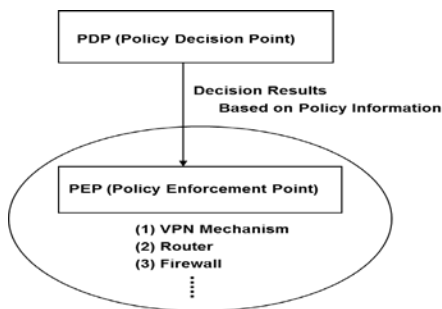 PDP (Policy Decision Point)
Decision Results
Based on Policy Information
PEP (Policy Enforcement Point)
(1) VPN Mechanism
(2) Router
(3) Firewall